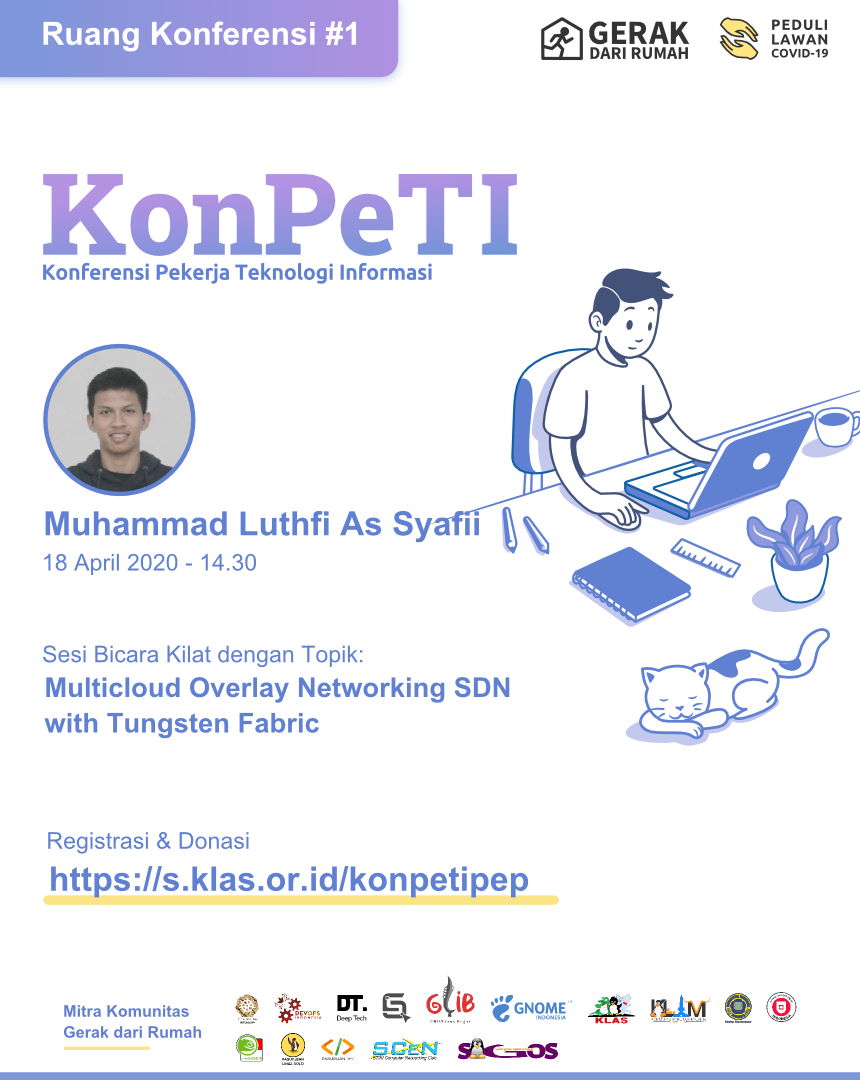 Ruang Konferensi #1
GERAK
DARI RUMAH
PEDULI
LAWAN
COVID-19
KonPeTI
Konferensi Pekerja Teknologi Informasi
Muhammad Luthfi As Syafii
18 April 2020 - 14.30
Sesi Bicara Kilat dengan Topik:
Multicloud Overlay Networking SDN
with Tungsten Fabric
Registrasi & Donasi
https://s.klas.or.id/konpetipep
Mitra Komunitas
Gerak dari Rumah
DEVOPS
INDONESIA
DT.
Deep Tech
GLiB
GNOME
INDONESIA
KLAS